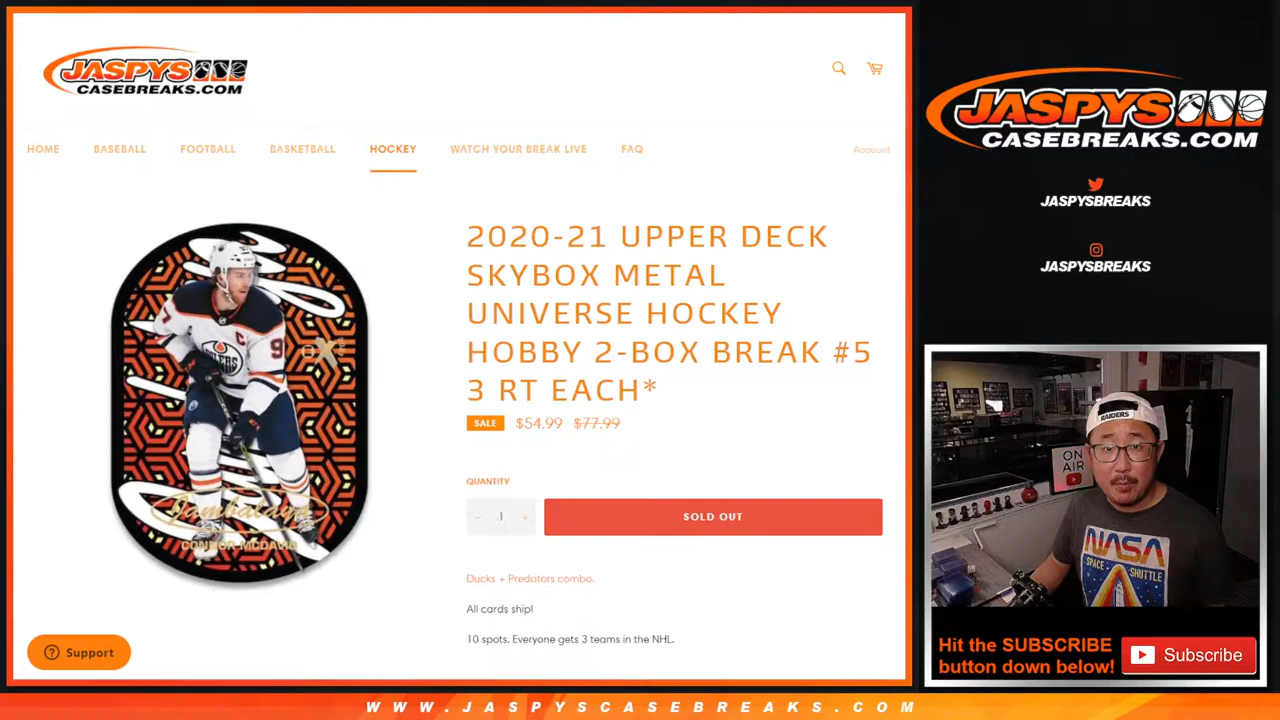 JASPYS
CASEBREAKS.COM
HOME BASEBALL FOOTBALL BASKETBALL HOCKEY WATCH YOUR BREAK LIVE FAQ Account
2020-21 UPPER DECK
SKYBOX METAL
UNIVERSE HOCKEY
HOBBY 2-BOX BREAK #5
3 RT EACH*
SALE $54.99 $77.99
QUANTITY
- 1 + SOLD OUT
Ducks + Predators combo.
All cards ship!
10 spots. Everyone gets 3 teams in the NHL.
OILERS
Jambalaya
CONNOR MCDAVID
Support
JASPYS
CASEBREAKS.COM
JASPYSBREAKS
JASPYSBREAKS
RAIDERS
ON
AIR
NASA
SPACE SHUTTLE
Hit the SUBSCRIBE
button down below!
Subscribe
WWW.JASPYSCASEBREAKS.COM